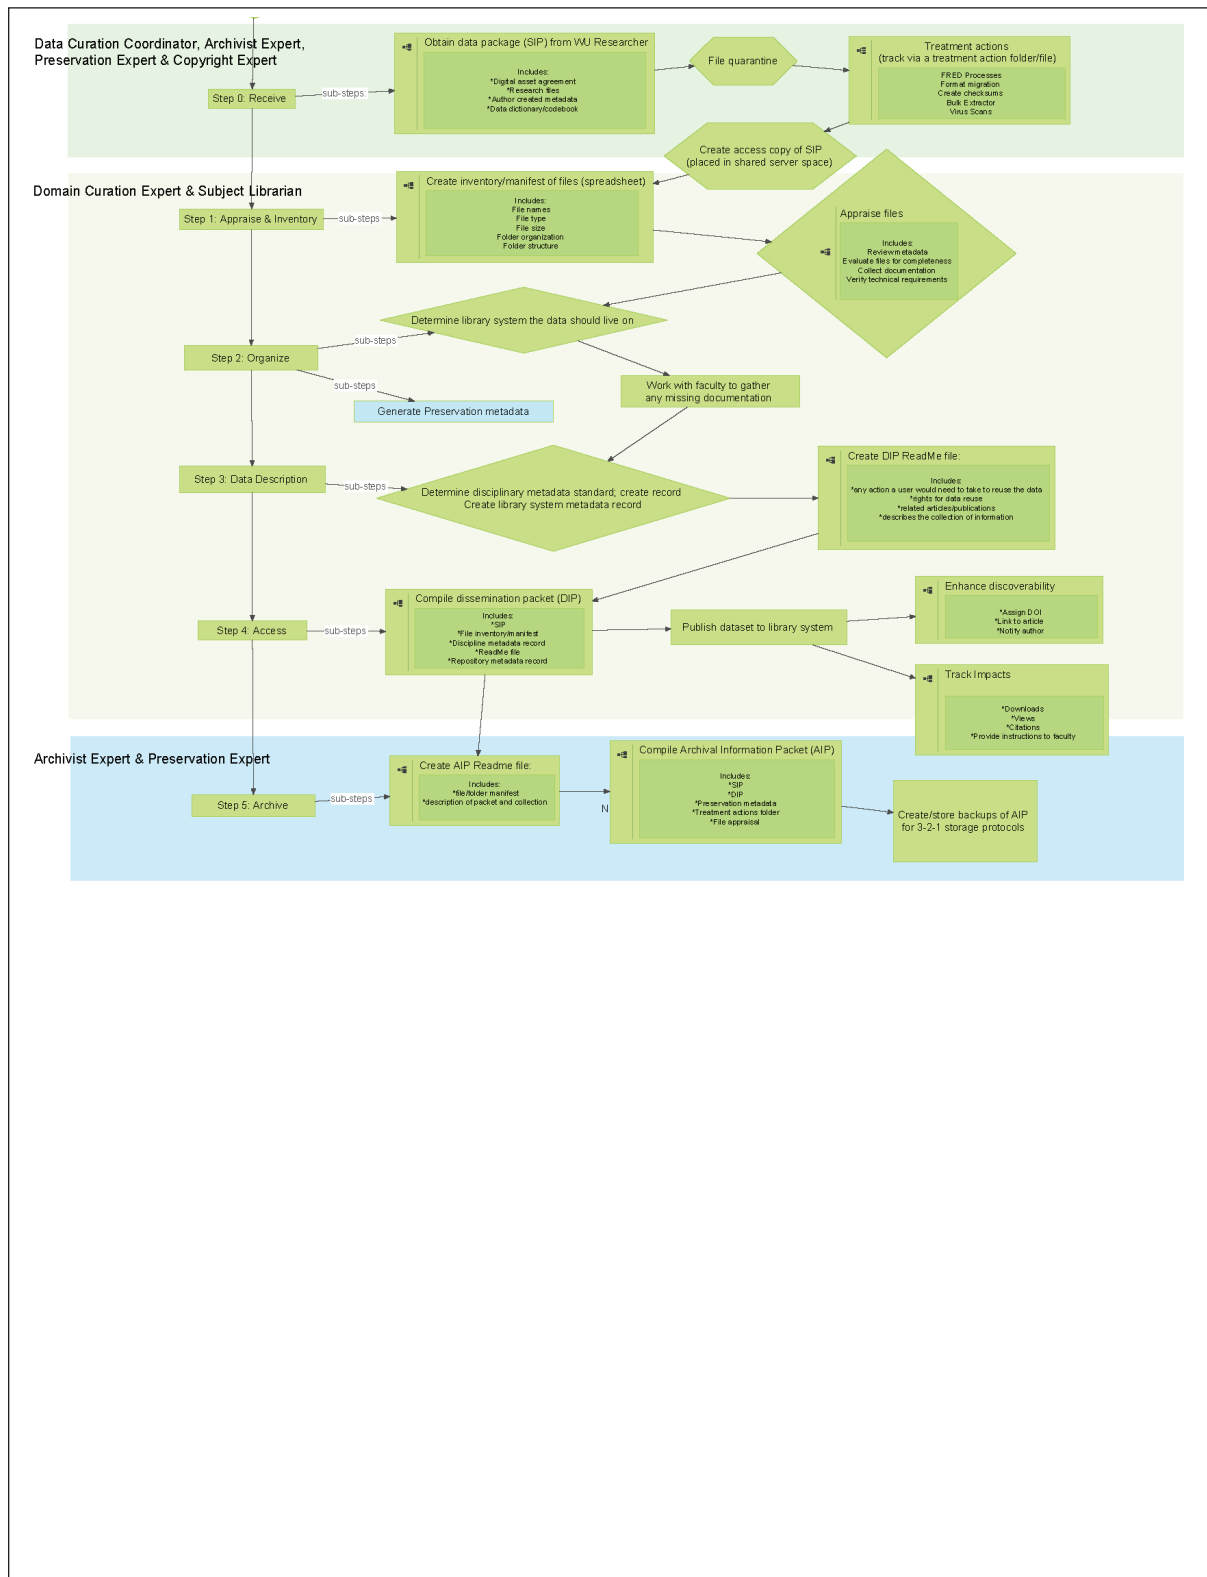 Data Curation Coordinator, Archivist Expert,
Preservation Expert & Copyright Expert
Step 0: Receive
sub-steps:
Obtain data package (SIP) from WU Researcher
Includes:
*Digital asset agreement
*Research files
*Author created metadata
*Data dictionary/codebook
File quarantine
Treatment actions
(track via a treatment action folder/file)
FRED Processes
Format migration
Create checksums
Bulk Extractor
Virus Scans
Create access copy of SIP
(placed in shared server space)
Domain Curation Expert & Subject Librarian
Step 1: Appraise & Inventory
sub-steps
Create inventory/manifest of files (spreadsheet)
Includes:
File names
File type
File size
Folder organization
Folder structure
Appraise files
Includes:
Review metadata
Evaluate files for completeness
Collect documentation
Verify technical requirements
Determine library system the data should live on
Step 2: Organize
sub-steps
sub-steps
Generate Preservation metadata
Work with faculty to gather
any missing documentation
Step 3: Data Description
sub-steps
Determine disciplinary metadata standard; create record
Create library system metadata record
Create DIP ReadMe file:
Includes:
*any action a user would need to take to reuse the data
*rights for data reuse
*related articles/publications
*describes the collection of information
Step 4: Access
sub-steps
Compile dissemination packet (DIP)
Includes:
*SIP
*File inventory/manifest
*Discipline metadata record
*ReadMe file
*Repository metadata record
Publish dataset to library system
Enhance discoverability
*Assign DOI
*Link to article
*Notify author
Track Impacts
*Downloads
*Views
*Citations
*Provide instructions to faculty
Archivist Expert & Preservation Expert
Step 5: Archive
sub-steps
Create AIP Readme file:
Includes:
*file/folder manifest
*description of packet and collection
N
Compile Archival Information Packet (AIP)
Includes:
*SIP
*DIP
*Preservation metadata
*Treatment actions folder
*File appraisal
Create/store backups of AIP
for 3-2-1 storage protocols